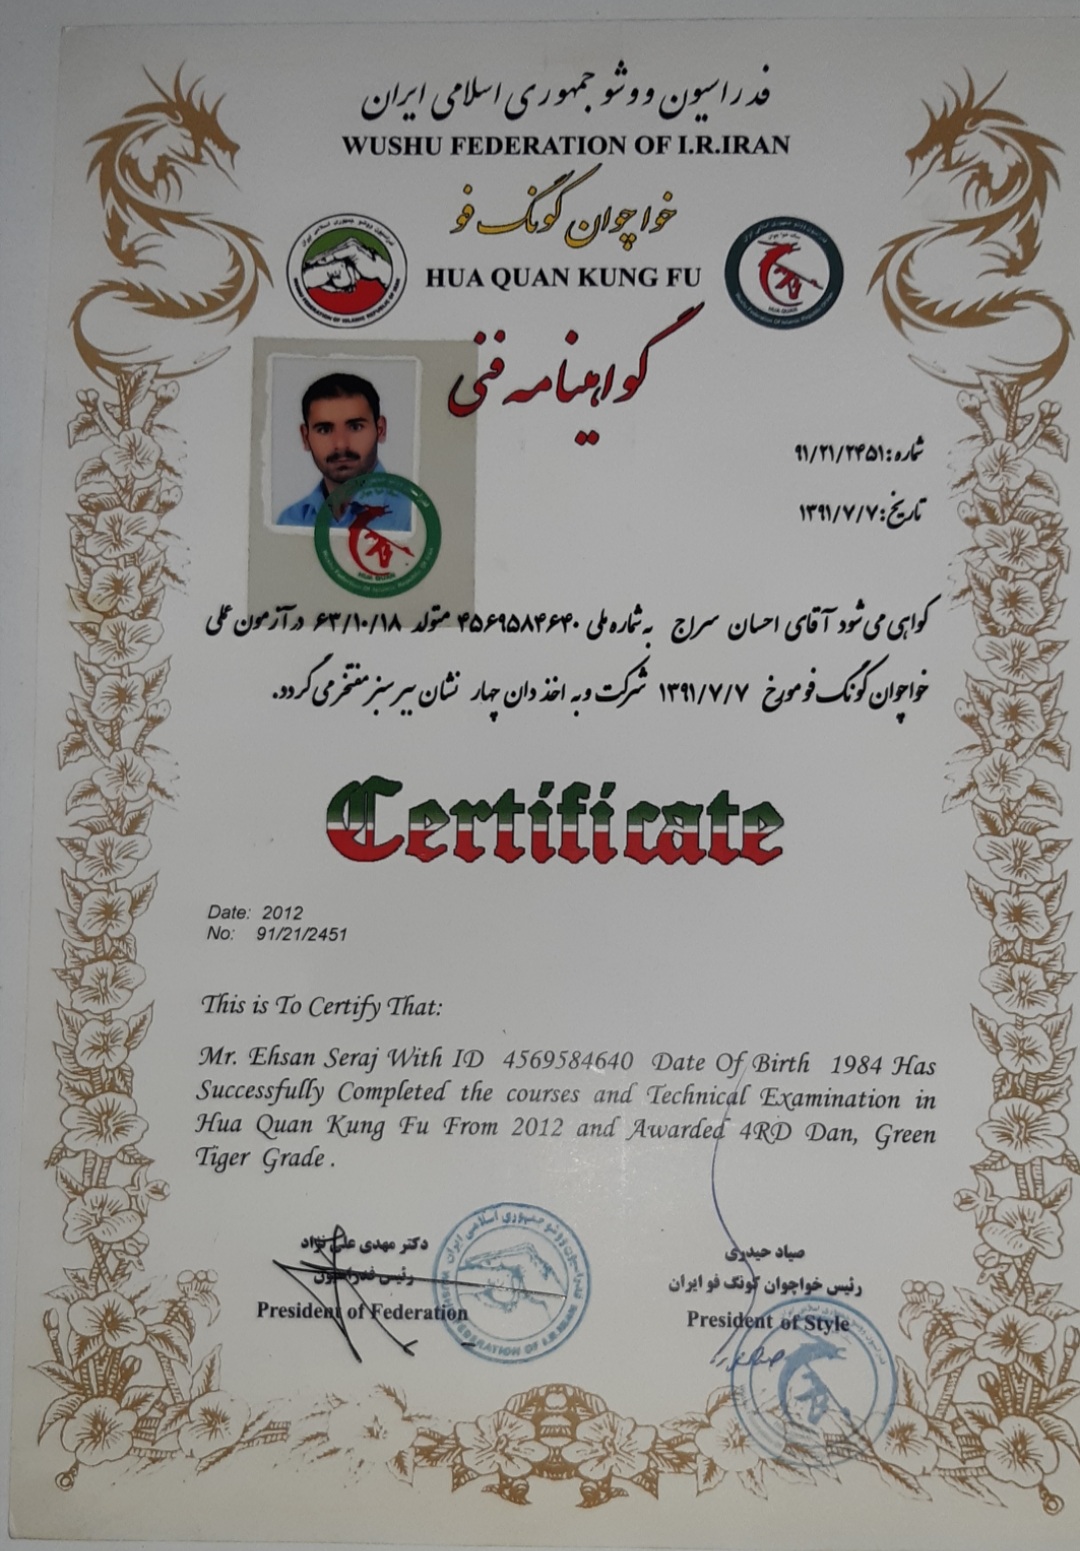 فدراسیون ووشو جمهوری اسلامی ایران
WUSHU FEDERATION OF I.R.IRAN
خواچوان کونگ فو
HUA QUAN KUNG FU
گواهینامه فنی
شماره: ۹۱/۲۱/۲۴۵۱
تاریخ: ۱۳۹۱/۷/۷
HUA QUAN
گواهی می شود آقای احسان سراج به شماره ملی ۴۵۶۹۵۸۴۶۴۰ متولد ۶۳/۱۰/۱۸ در آزمون عملی
خواچوان کونگ فو مورخ ۱۳۹۱/۷/۷ شرکت و به اخذ دان چهار نشان ببر سبز مفتخر می گردد.
Certificate
Date: 2012
No: 91/21/2451
This is To Certify That:
Mr. Ehsan Seraj With ID 4569584640 Date Of Birth 1984 Has
Successfully Completed the courses and Technical Examination in
Hua Quan Kung Fu From 2012 and Awarded 4RD Dan, Green
Tiger Grade .
دکتر مهدی علی نژاد
رئیس فدراسیون
President of Federation
صیاد حیدری
رئیس خواچوان کونگ فو ایران
President of Style